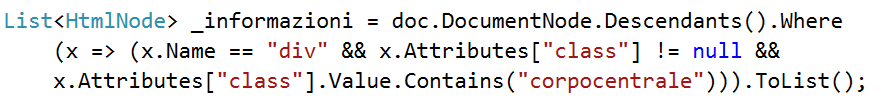 List<HtmlNode> _informazioni = doc.DocumentNode.Descendants().Where
(x => (x.Name == "div" && x.Attributes["class"] != null &&
x.Attributes["class"].Value.Contains("corpocentrale"))).ToList();